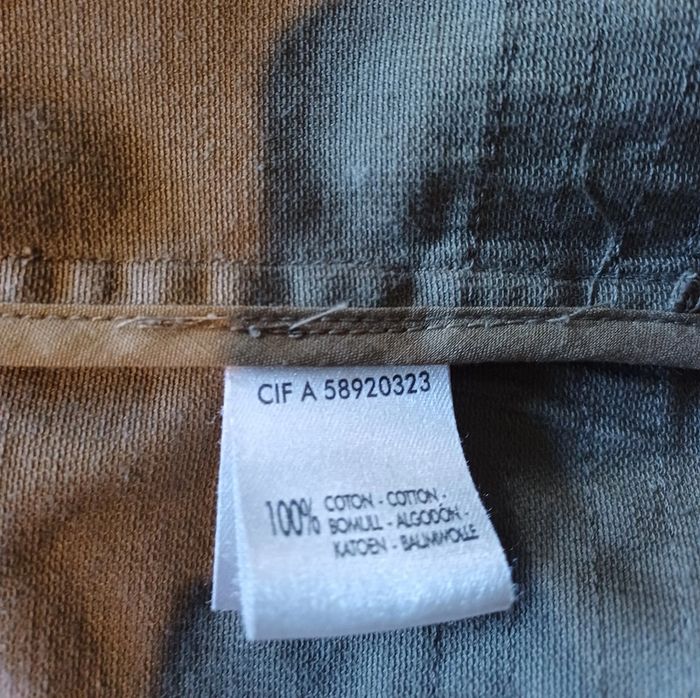 CIF A 58920323
100% COTON - COTTON -
BOMULL - ALGODÓN -
KATOEN - BAUMWOLLE